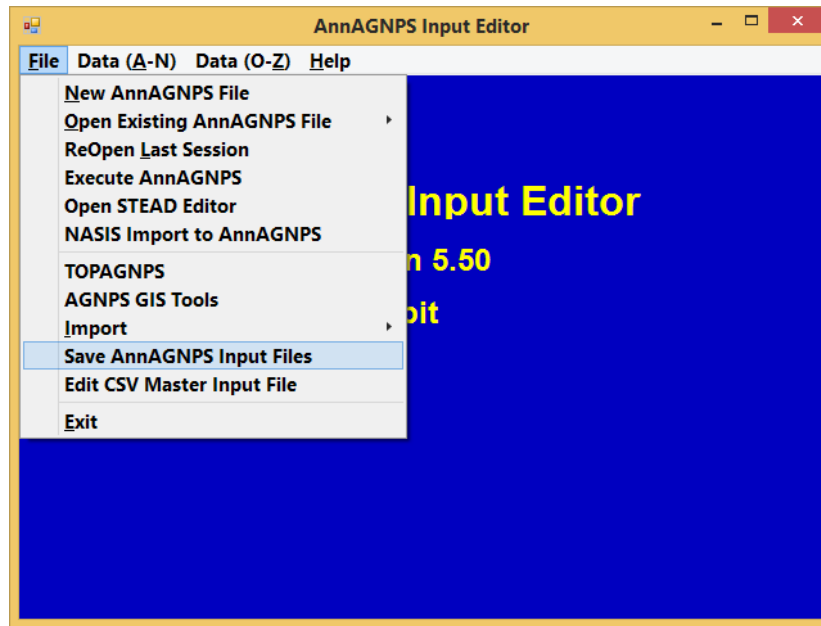 AnnAGNPS Input Editor
File Data (A-N) Data (O-Z) Help
New AnnAGNPS File
Open Existing AnnAGNPS File
ReOpen Last Session
Execute AnnAGNPS
Open STEAD Editor
NASIS Import to AnnAGNPS
TOPAGNPS
AGNPS GIS Tools
Import
Save AnnAGNPS Input Files
Edit CSV Master Input File
Exit
Input Editor
5.50